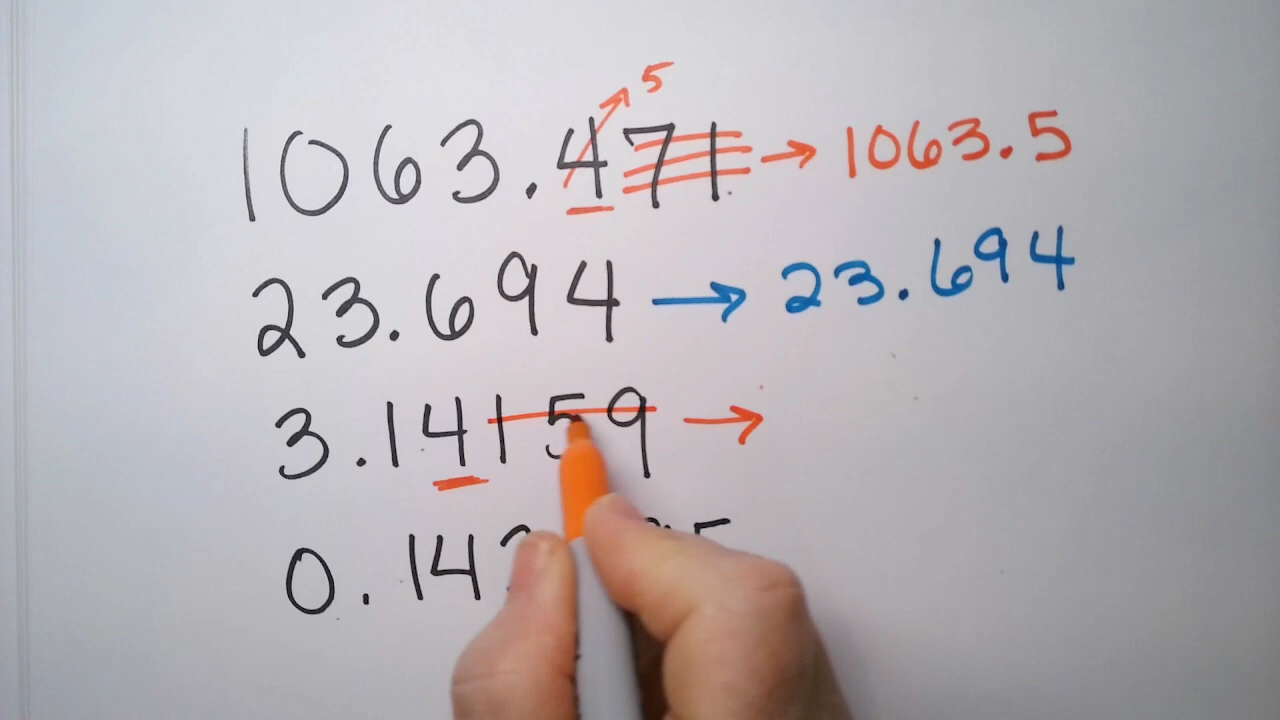 5
1063.471 → 1063.5
23.694 → 23.694
3.14159 →
0.14